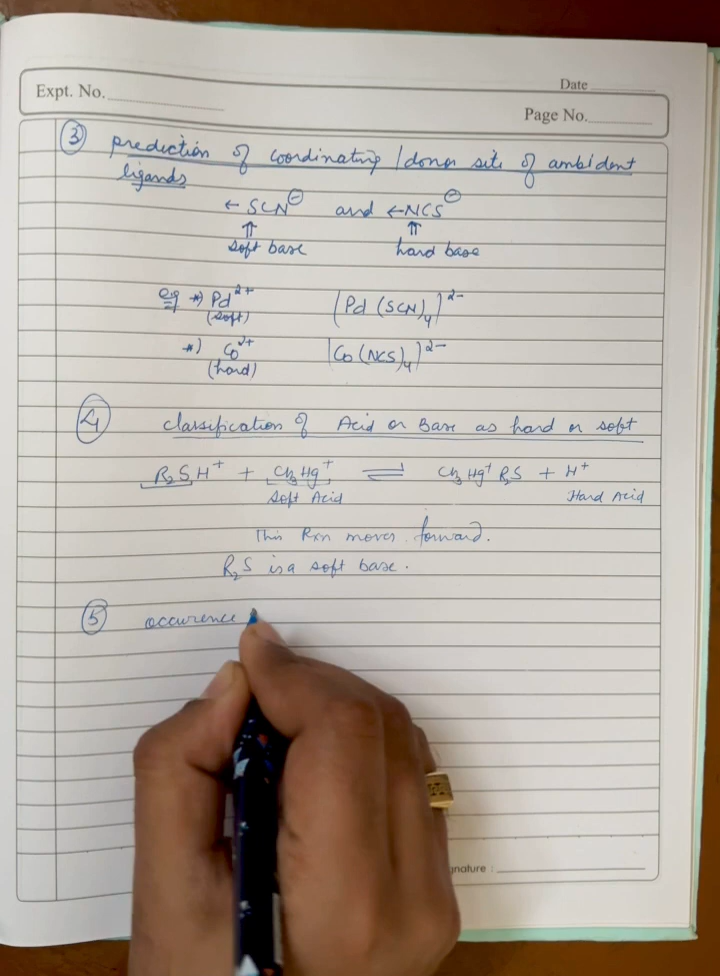 Date
Expt. No.
Page No.
③ prediction of coordinating / donor site of ambident
ligands
← SCN⊖ and ←NCS⊖
⇑ ⇑
soft base hard base
eg *) Pd²⁺ [Pd (SCN)₄]²⁻
(soft)
*) Co²⁺ [Co (NCS)₄]²⁻
(hard)
④ classification of Acid or Base as hard or soft
R₂SH⁺ + CH₃Hg⁺ ⇌ CH₃Hg⁺R₂S + H⁺
Soft Acid Hard Acid
This Rxn moves forward.
R₂S is a soft base.
⑤ occurence
gnature :